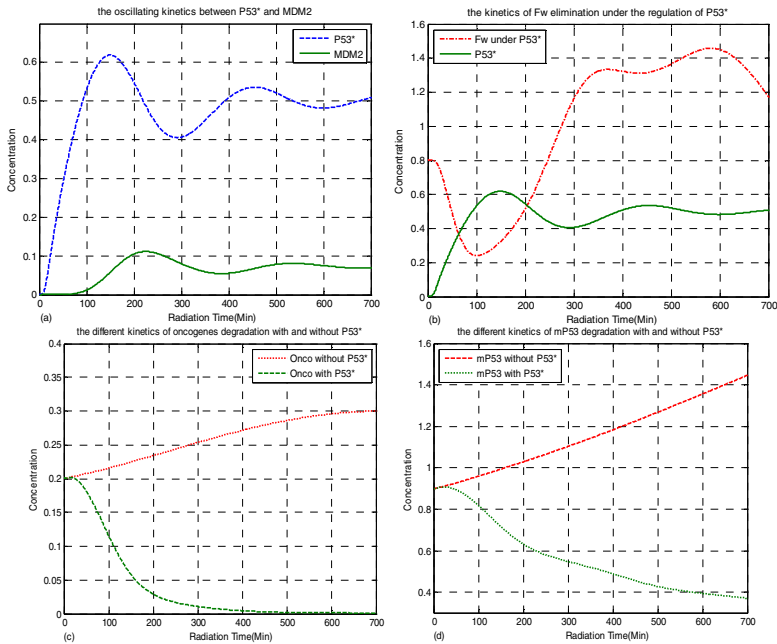 the oscillating kinetics between P53* and MDM2
P53*
MDM2
0.6
0.5
0.4
0.3
0.2
0.1
0
Concentration
0 100 200 300 400 500 600 700
(a)
Radiation Time(Min)
the kinetics of Fw elimination under the regulation of P53*
Fw under P53*
P53*
1.6
1.4
1.2
1
0.8
0.6
0.4
0.2
0
Concentration
0 100 200 300 400 500 600 700
(b)
Radiation Time(Min)
the different kinetics of oncogenes degradation with and without P53*
Onco without P53*
Onco with P53*
0.4
0.35
0.3
0.25
0.2
0.15
0.1
0.05
0
Concentration
0 100 200 300 400 500 600 700
(c)
Radiation Time(Min)
the different kinetics of mP53 degradation with and without P53*
mP53 without P53*
mP53 with P53*
1.6
1.4
1.2
1
0.8
0.6
0.4
Concentration
0 100 200 300 400 500 600 700
(d)
Radiation Time(Min)